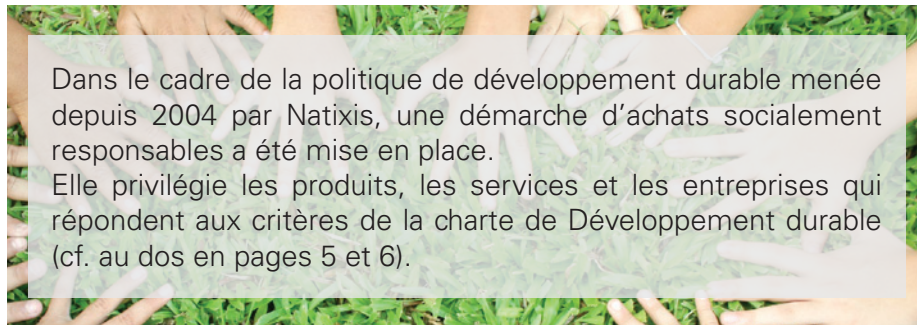 Dans le cadre de la politique de développement durable menée
depuis 2004 par Natixis, une démarche d’achats socialement
responsables a été mise en place.
Elle privilégie les produits, les services et les entreprises qui
répondent aux critères de la charte de Développement durable
(cf. au dos en pages 5 et 6).